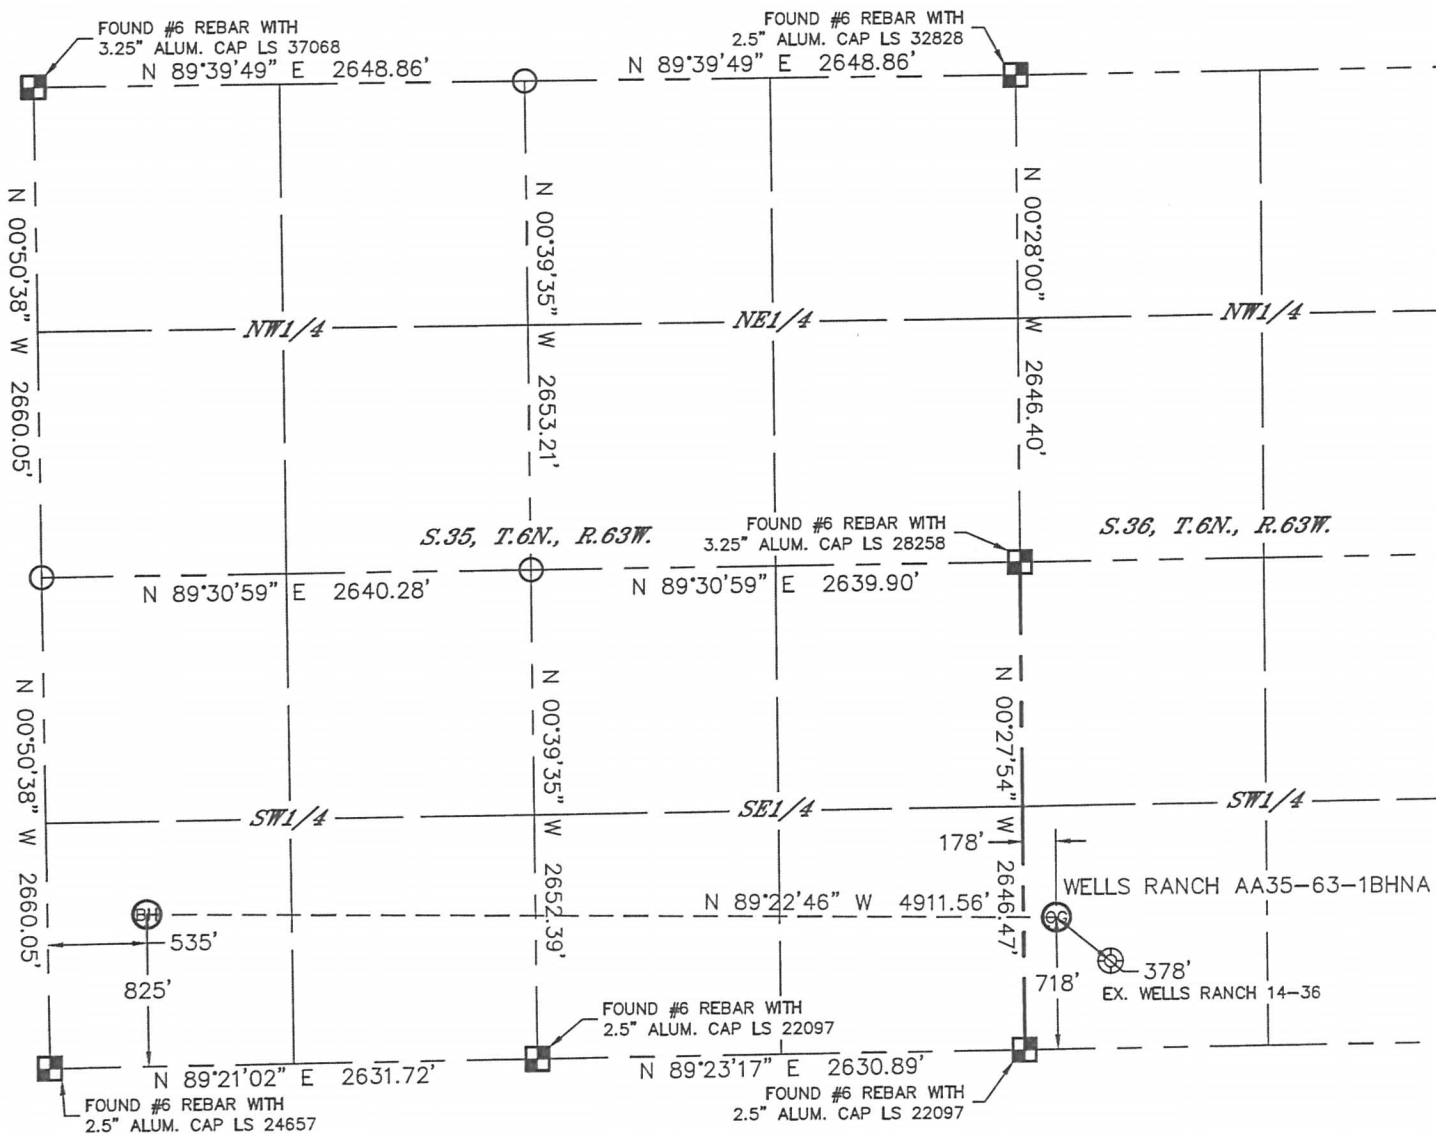 FOUND #6 REBAR WITH
3.25" ALUM. CAP LS 37068
FOUND #6 REBAR WITH
2.5" ALUM. CAP LS 32828
N 89°39'49" E 2648.86'
N 89°39'49" E 2648.86'
N 00°50'38" W 2660.05'
N 00°39'35" W 2653.21'
N 00°28'00" W 2646.40'
NW1/4
NE1/4
NW1/4
S.35, T.6N., R.63W.
FOUND #6 REBAR WITH
3.25" ALUM. CAP LS 28258
S.36, T.6N., R.63W.
N 89°30'59" E 2640.28'
N 89°30'59" E 2639.90'
N 00°50'38" W 2660.05'
N 00°39'35" W 2652.39'
N 00°27'54" W 2646.47'
SW1/4
SE1/4
SW1/4
178'
WELLS RANCH AA35-63-1BHNA
N 89°22'46" W 4911.56'
BH
OG
535'
825'
718'
378'
EX. WELLS RANCH 14-36
FOUND #6 REBAR WITH
2.5" ALUM. CAP LS 22097
N 89°21'02" E 2631.72'
N 89°23'17" E 2630.89'
FOUND #6 REBAR WITH
2.5" ALUM. CAP LS 24657
FOUND #6 REBAR WITH
2.5" ALUM. CAP LS 22097